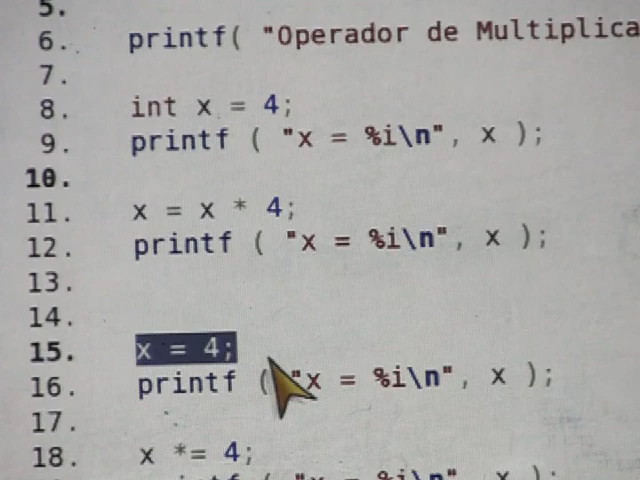 5.
6. printf( "Operador de Multiplica
7.
8. int x = 4;
9. printf ( "x = %i\n", x );
10.
11. x = x * 4;
12. printf ( "x = %i\n", x );
13.
14.
15. x = 4;
16. printf ( "x = %i\n", x );
17.
18. x *= 4;
printf ( "x = %i\n", x );